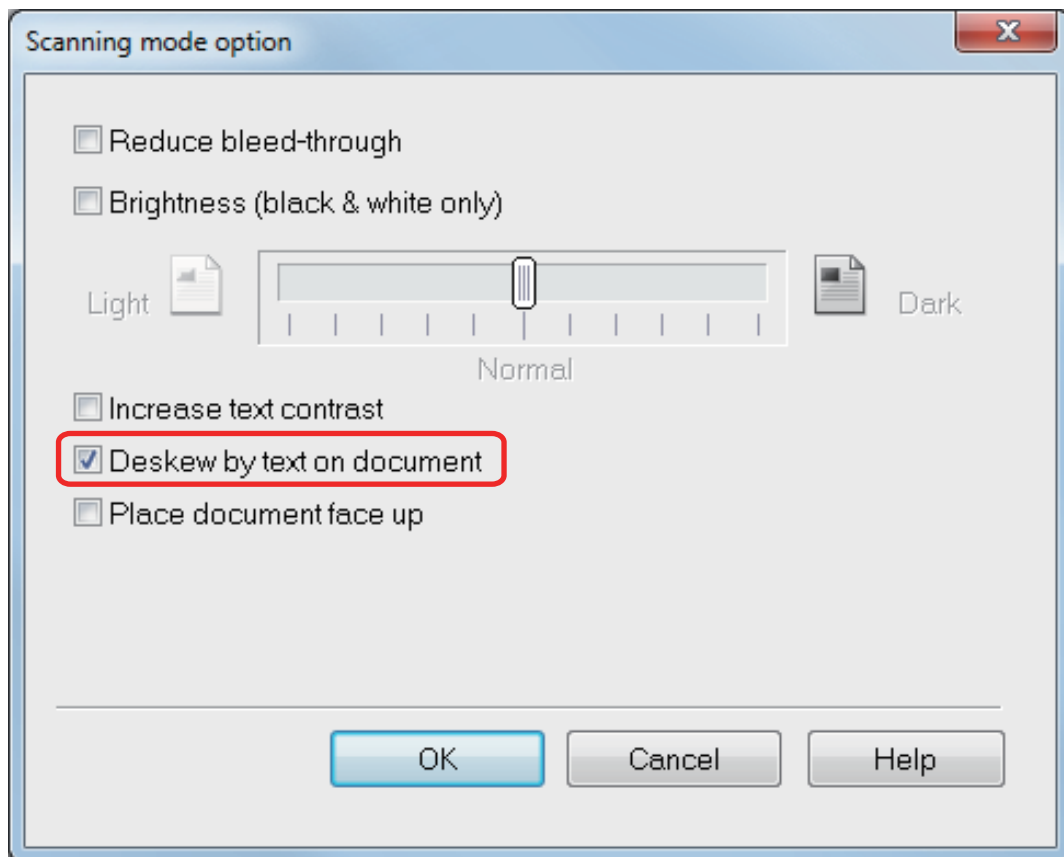 Scanning mode option
Reduce bleed-through
Brightness (black & white only)
Light
Dark
Normal
Increase text contrast
Deskew by text on document
Place document face up
OK Cancel Help